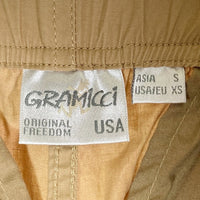 GRAMICCI
ORIGINAL
FREEDOM USA
ASIA S
USA/EU XS